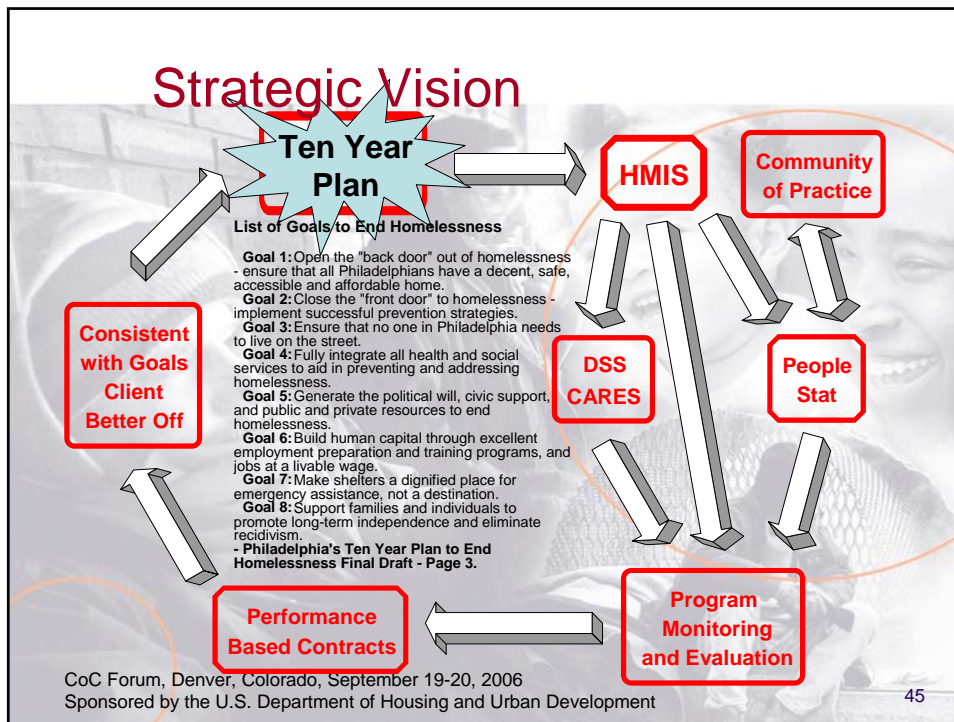 Strategic Vision
Ten Year
Plan
HMIS
Community
of Practice
List of Goals to End Homelessness
Goal 1: Open the "back door" out of homelessness
- ensure that all Philadelphians have a decent, safe,
accessible and affordable home.
Goal 2: Close the "front door" to homelessness -
implement successful prevention strategies.
Goal 3: Ensure that no one in Philadelphia needs
to live on the street.
Goal 4: Fully integrate all health and social
services to aid in preventing and addressing
homelessness.
Goal 5: Generate the political will, civic support,
and public and private resources to end
homelessness.
Goal 6: Build human capital through excellent
employment preparation and training programs, and
jobs at a livable wage.
Goal 7: Make shelters a dignified place for
emergency assistance, not a destination.
Goal 8: Support families and individuals to
promote long-term independence and eliminate
recidivism.
- Philadelphia's Ten Year Plan to End
Homelessness Final Draft - Page 3.
Consistent
with Goals
Client
Better Off
DSS
CARES
People
Stat
Performance
Based Contracts
Program
Monitoring
and Evaluation
CoC Forum, Denver, Colorado, September 19-20, 2006
Sponsored by the U.S. Department of Housing and Urban Development
45